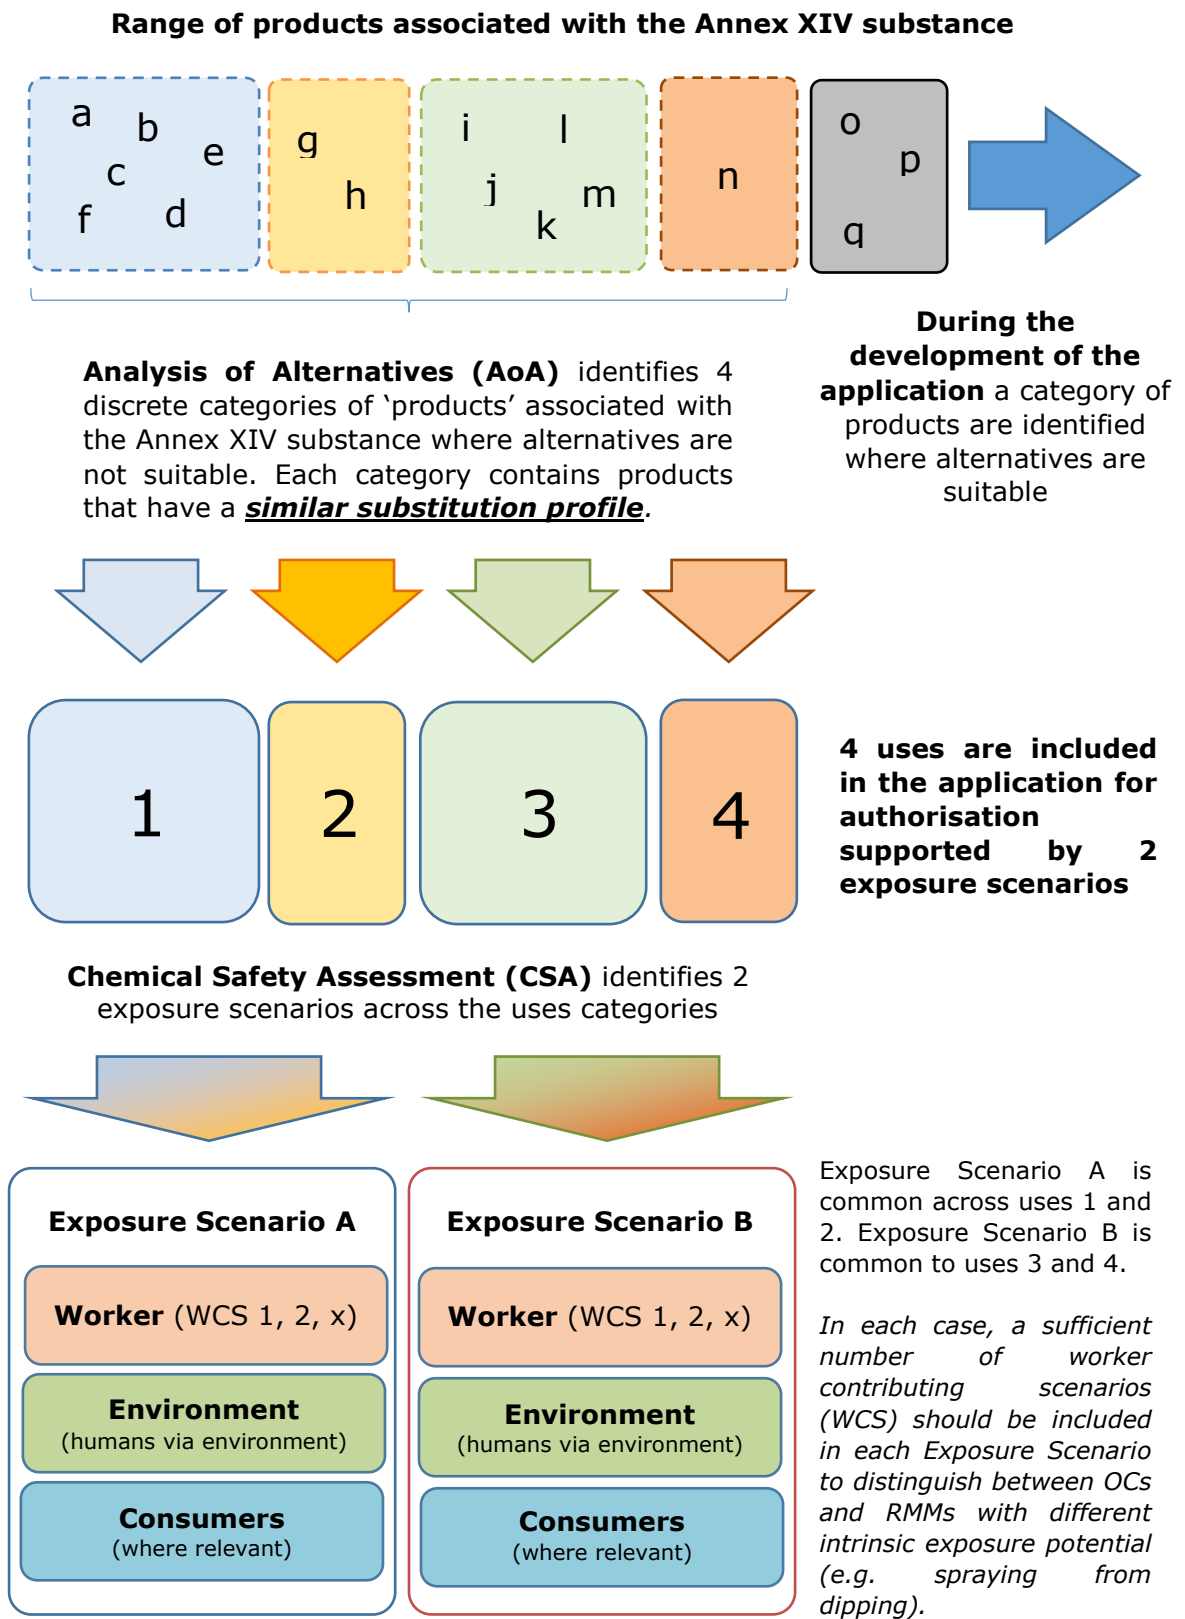 Range of products associated with the Annex XIV substance
a
b
c
d
e
f
g
h
i
j
k
l
m
n
o
p
q
Analysis of Alternatives (AoA) identifies 4
discrete categories of ‘products’ associated with
the Annex XIV substance where alternatives are
not suitable. Each category contains products
that have a similar substitution profile.
During the
development of the
application a category of
products are identified
where alternatives are
suitable
1
2
3
4
4 uses are included
in the application for
authorisation
supported by 2
exposure scenarios
Chemical Safety Assessment (CSA) identifies 2
exposure scenarios across the uses categories
Exposure Scenario A
Worker (WCS 1, 2, x)
Environment
(humans via environment)
Consumers
(where relevant)
Exposure Scenario B
Worker (WCS 1, 2, x)
Environment
(humans via environment)
Consumers
(where relevant)
Exposure Scenario A is
common across uses 1 and
2. Exposure Scenario B is
common to uses 3 and 4.
In each case, a sufficient
number of worker
contributing scenarios
(WCS) should be included
in each Exposure Scenario
to distinguish between OCs
and RMMs with different
intrinsic exposure potential
(e.g. spraying from
dipping).